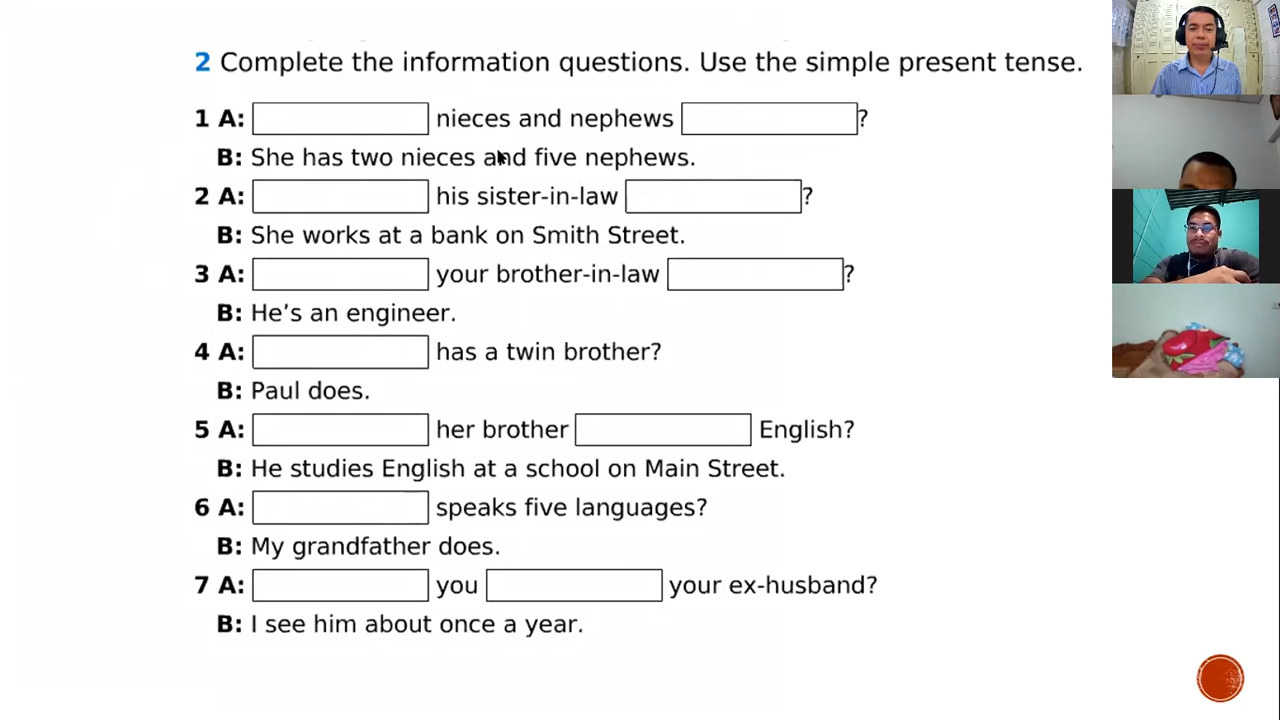 2 Complete the information questions. Use the simple present tense.
1 A: nieces and nephews ?
B: She has two nieces and five nephews.
2 A: his sister-in-law ?
B: She works at a bank on Smith Street.
3 A: your brother-in-law ?
B: He’s an engineer.
4 A: has a twin brother?
B: Paul does.
5 A: her brother English?
B: He studies English at a school on Main Street.
6 A: speaks five languages?
B: My grandfather does.
7 A: you your ex-husband?
B: I see him about once a year.